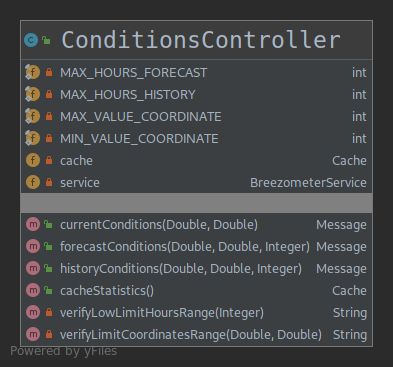 ConditionsController
MAX_HOURS_FORECAST int
MAX_HOURS_HISTORY int
MAX_VALUE_COORDINATE int
MIN_VALUE_COORDINATE int
cache Cache
service BreezometerService
currentConditions(Double, Double) Message
forecastConditions(Double, Double, Integer) Message
historyConditions(Double, Double, Integer) Message
cacheStatistics() Cache
verifyLowLimitHoursRange(Integer) String
verifyLimitCoordinatesRange(Double, Double) String
Powered by yFiles